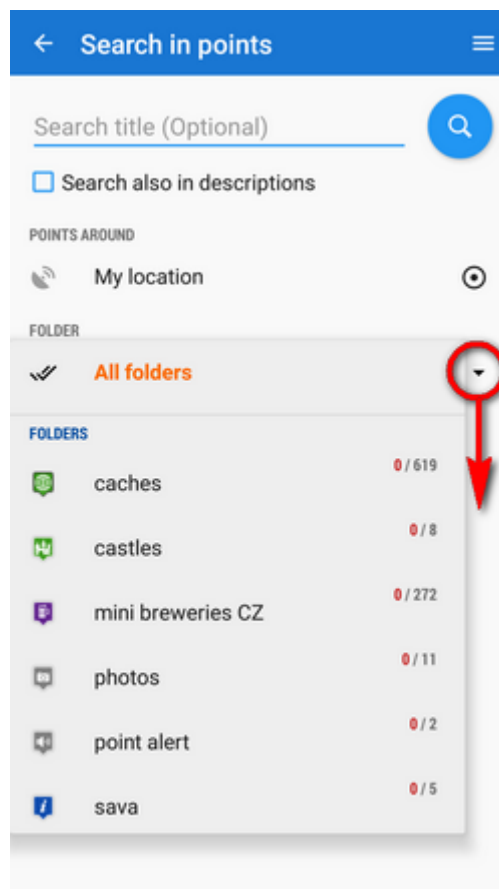 Search in points
Search title (Optional)
Search also in descriptions
POINTS AROUND
My location
FOLDER
All folders
FOLDERS
caches 0 / 619
castles 0 / 8
mini breweries CZ 0 / 272
photos 0 / 11
point alert 0 / 2
sava 0 / 5